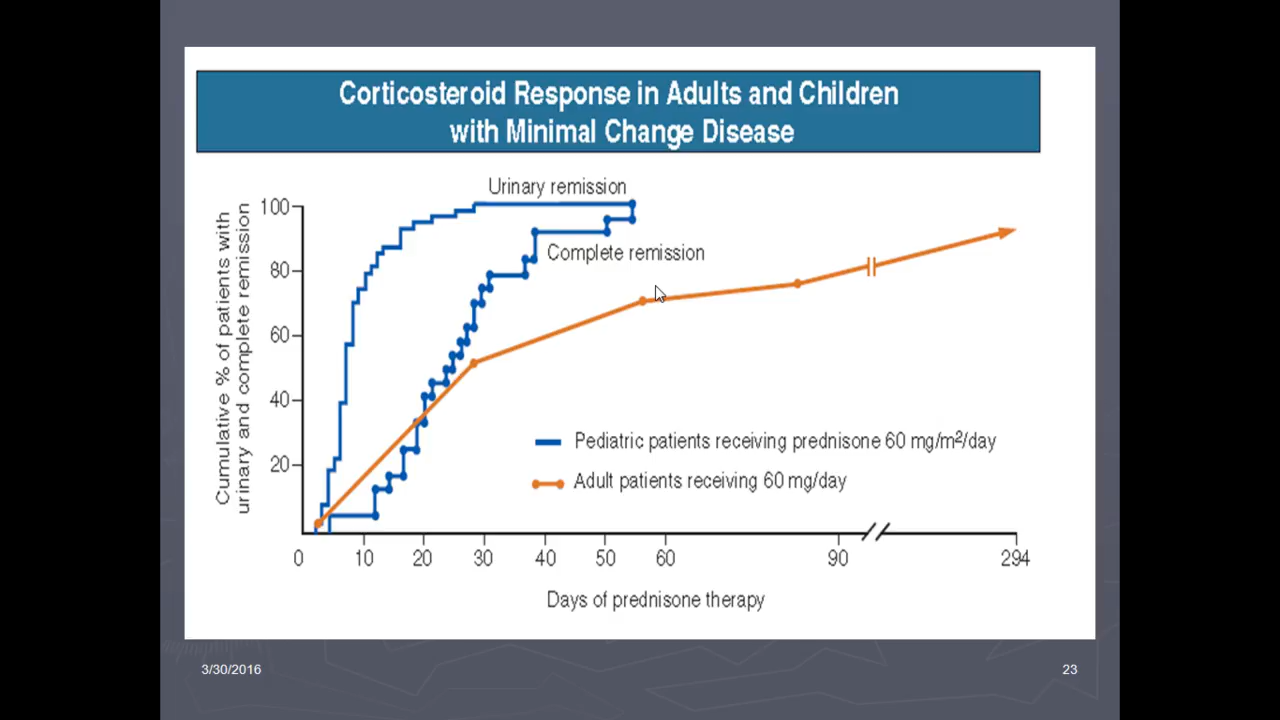 Corticosteroid Response in Adults and Children
with Minimal Change Disease
Cumulative % of patients with
urinary and complete remission
100
80
60
40
20
Urinary remission
Complete remission
Pediatric patients receiving prednisone 60 mg/m²/day
Adult patients receiving 60 mg/day
0 10 20 30 40 50 60 90 294
Days of prednisone therapy
3/30/2016
23